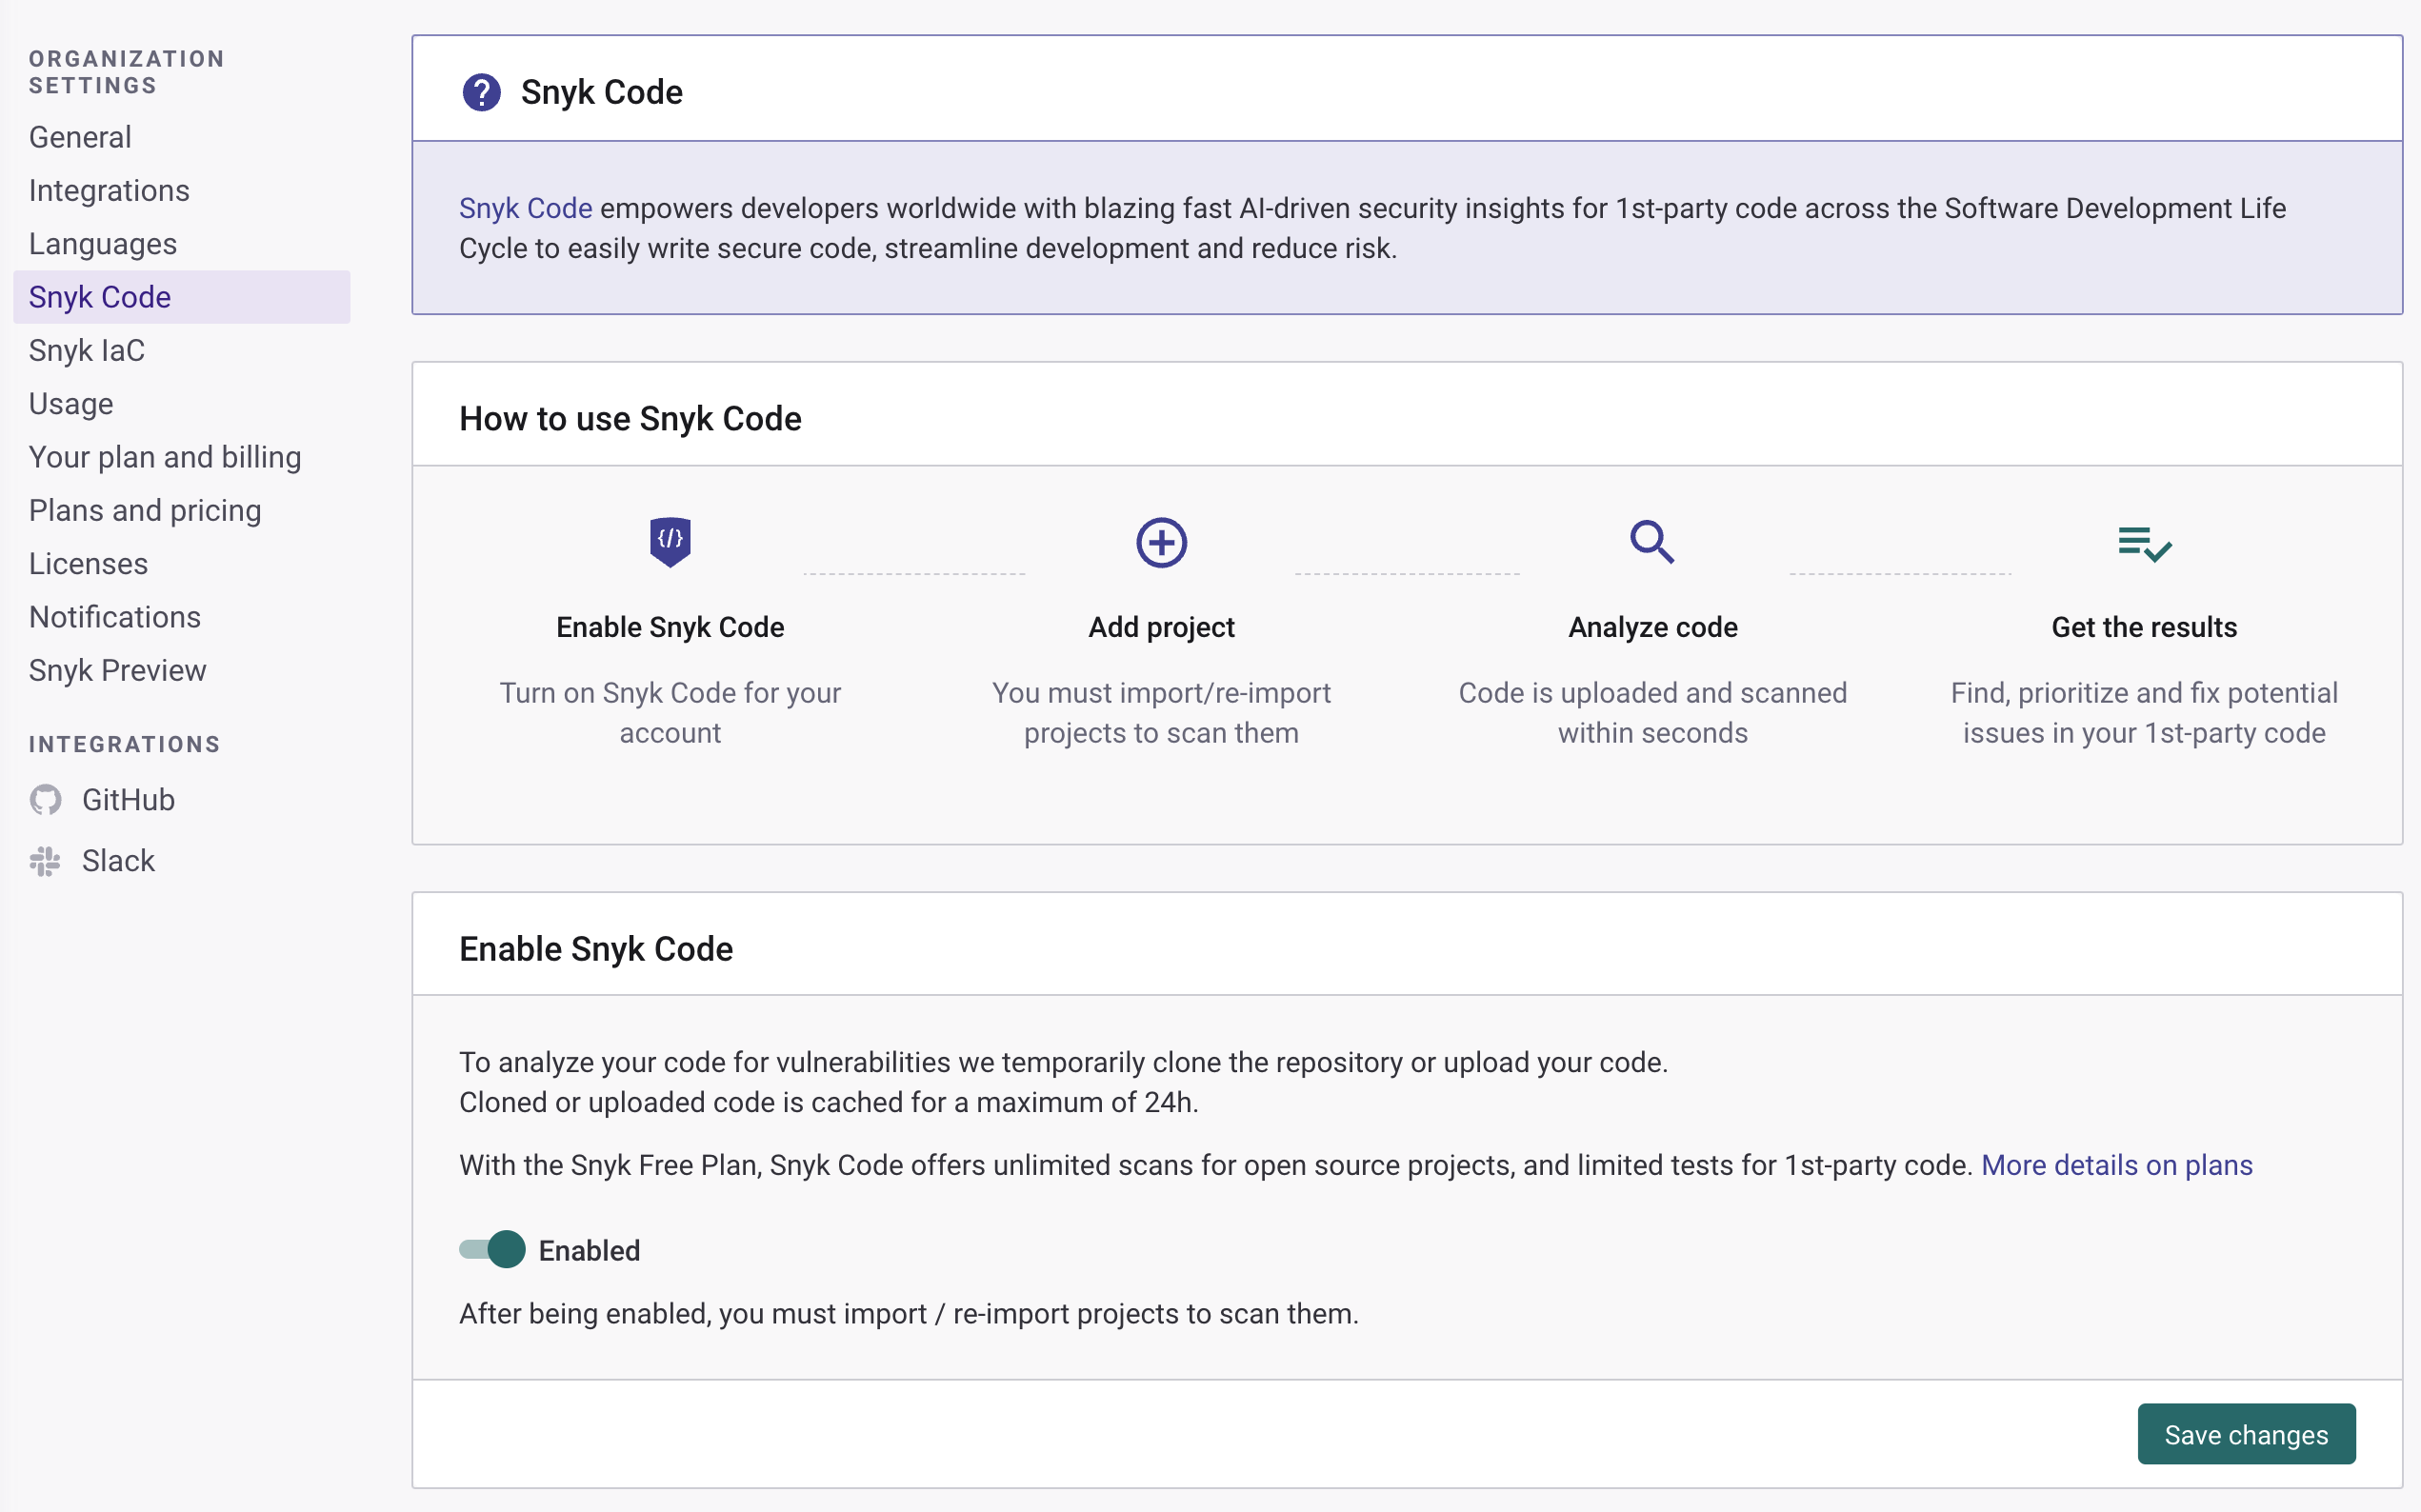 ORGANIZATION
SETTINGS
General
Integrations
Languages
Snyk Code
Snyk IaC
Usage
Your plan and billing
Plans and pricing
Licenses
Notifications
Snyk Preview
INTEGRATIONS
GitHub
Slack
? Snyk Code
Snyk Code empowers developers worldwide with blazing fast AI-driven security insights for 1st-party code across the Software Development Life
Cycle to easily write secure code, streamline development and reduce risk.
How to use Snyk Code
{/}
Enable Snyk Code
Turn on Snyk Code for your
account
Add project
You must import/re-import
projects to scan them
Analyze code
Code is uploaded and scanned
within seconds
Get the results
Find, prioritize and fix potential
issues in your 1st-party code
Enable Snyk Code
To analyze your code for vulnerabilities we temporarily clone the repository or upload your code.
Cloned or uploaded code is cached for a maximum of 24h.
With the Snyk Free Plan, Snyk Code offers unlimited scans for open source projects, and limited tests for 1st-party code. More details on plans
Enabled
After being enabled, you must import / re-import projects to scan them.
Save changes